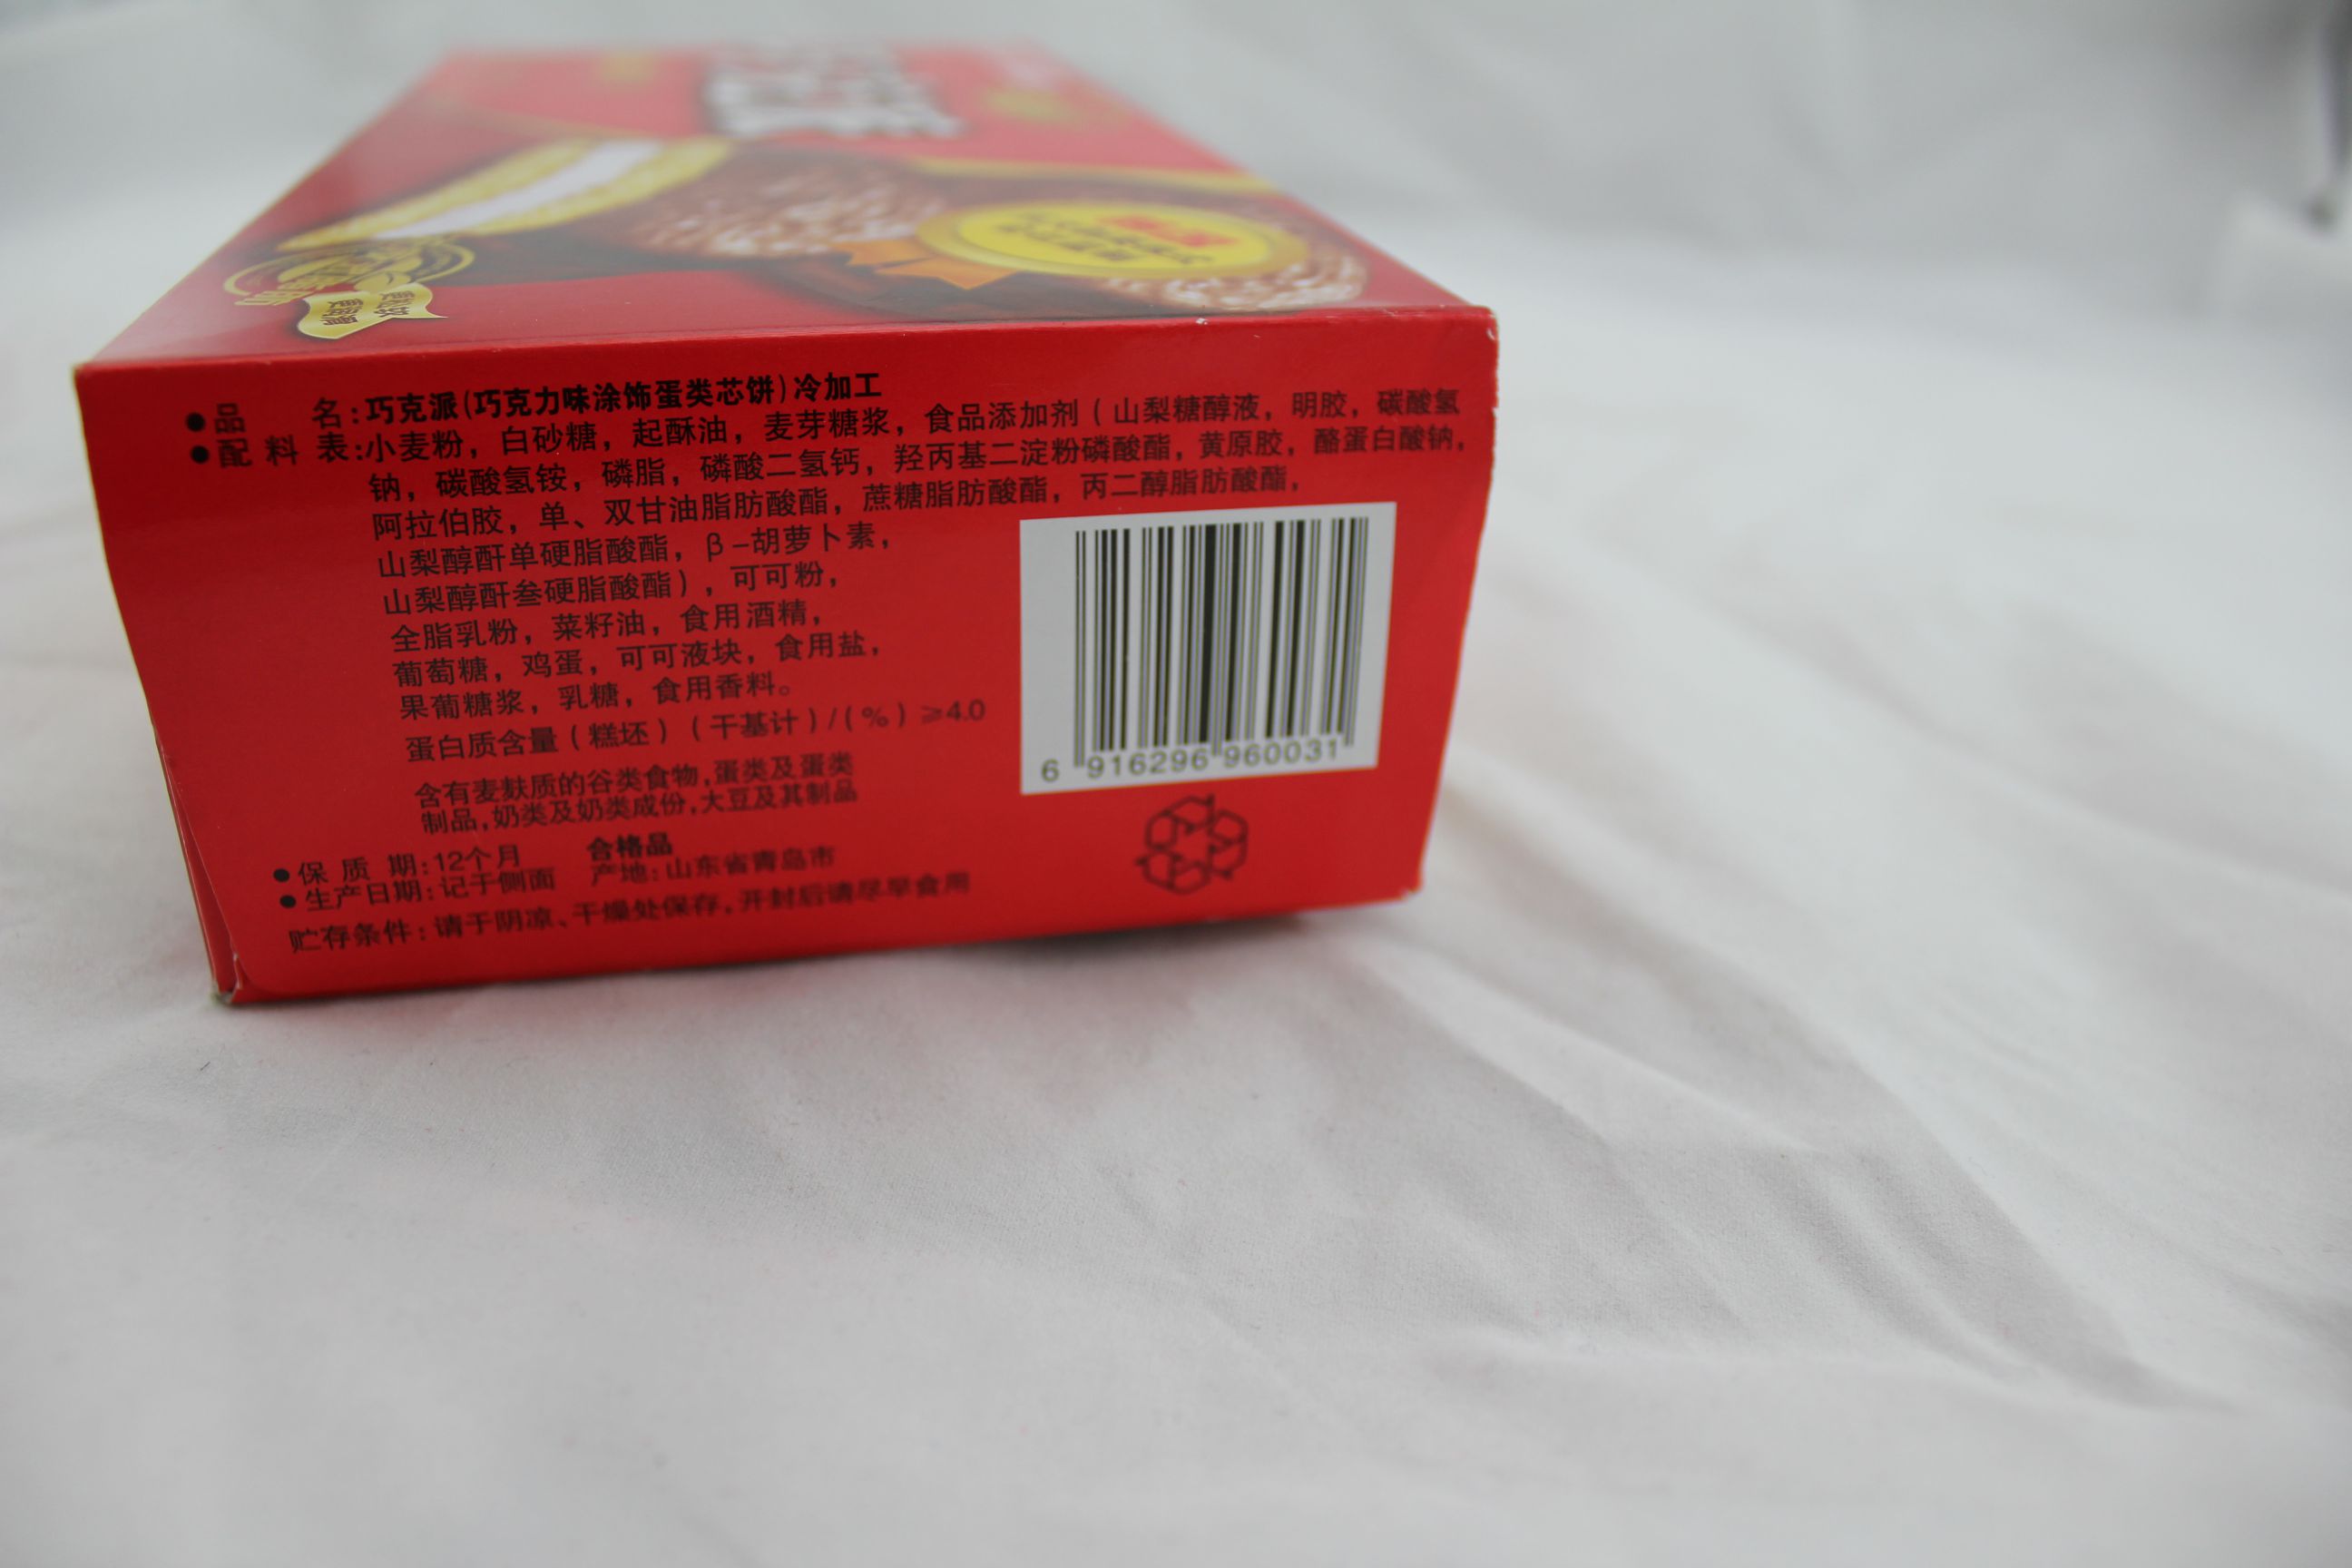 ●品 名:巧克派(巧克力味涂饰蛋类芯饼)冷加工
●配料表:小麦粉，白砂糖，起酥油，麦芽糖浆，食品添加剂(山梨糖醇液，明胶，碳酸氢
钠，碳酸氢铵，磷脂，磷酸二氢钙，羟丙基二淀粉磷酸酯，黄原胶，酪蛋白酸钠，
阿拉伯胶，单、双甘油脂肪酸酯，蔗糖脂肪酸酯，丙二醇脂肪酸酯，
山梨醇酐单硬脂酸酯，β-胡萝卜素，
山梨醇酐叁硬脂酸酯)，可可粉，
全脂乳粉，菜籽油，食用酒精，
葡萄糖，鸡蛋，可可液块，食用盐，
果葡糖浆，乳糖，食用香料。
蛋白质含量(糕坯)(干基计)/(%)≥4.0
含有麦麸质的谷类食物,蛋类及蛋类
制品,奶类及奶类成份,大豆及其制品
●保质期:12个月 合格品
●生产日期:记于侧面 产地:山东省青岛市
贮存条件:请于阴凉、干燥处保存,开封后请尽早食用
6 916296 960031